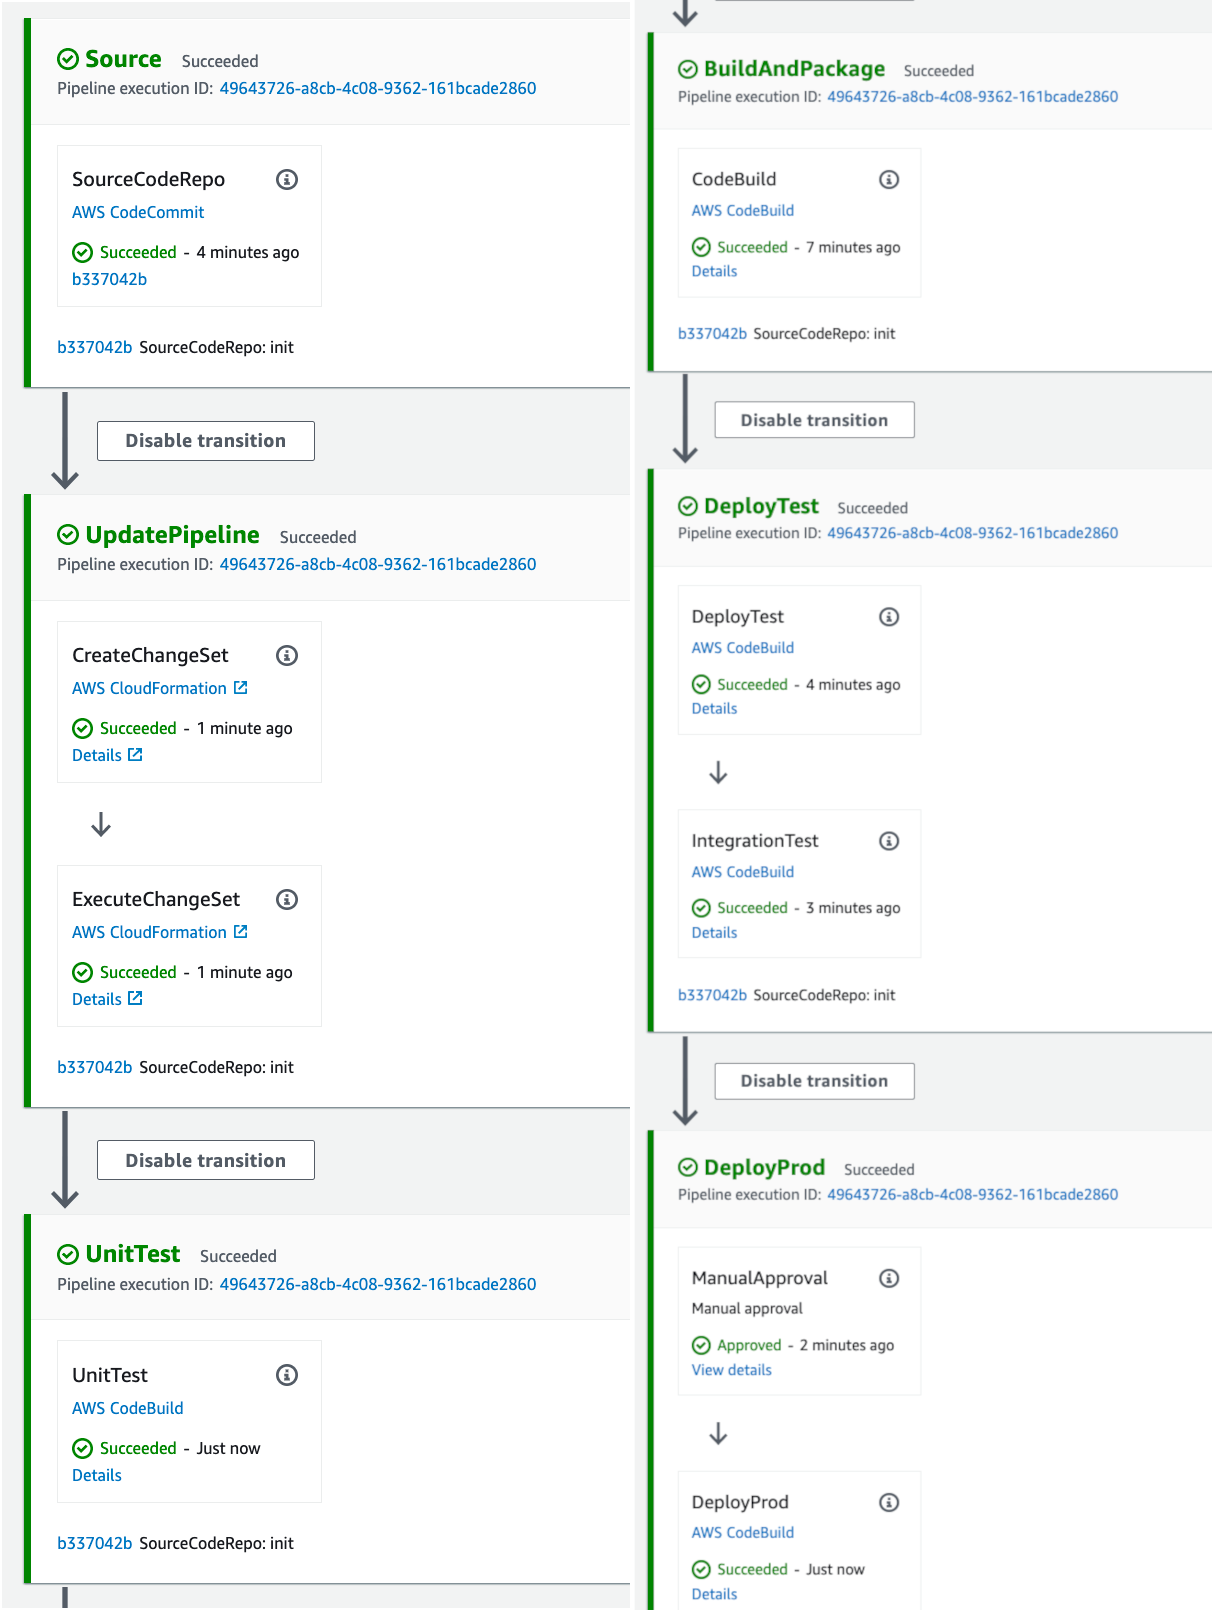 Source Succeeded
Pipeline execution ID: 49643726-a8cb-4c08-9362-161bcade2860
SourceCodeRepo
AWS CodeCommit
Succeeded - 4 minutes ago
b337042b
b337042b SourceCodeRepo: init
Disable transition
UpdatePipeline Succeeded
Pipeline execution ID: 49643726-a8cb-4c08-9362-161bcade2860
CreateChangeSet
AWS CloudFormation
Succeeded - 1 minute ago
Details
ExecuteChangeSet
AWS CloudFormation
Succeeded - 1 minute ago
Details
b337042b SourceCodeRepo: init
Disable transition
UnitTest Succeeded
Pipeline execution ID: 49643726-a8cb-4c08-9362-161bcade2860
UnitTest
AWS CodeBuild
Succeeded - Just now
Details
b337042b SourceCodeRepo: init
BuildAndPackage Succeeded
Pipeline execution ID: 49643726-a8cb-4c08-9362-161bcade2860
CodeBuild
AWS CodeBuild
Succeeded - 7 minutes ago
Details
b337042b SourceCodeRepo: init
Disable transition
DeployTest Succeeded
Pipeline execution ID: 49643726-a8cb-4c08-9362-161bcade2860
DeployTest
AWS CodeBuild
Succeeded - 4 minutes ago
Details
IntegrationTest
AWS CodeBuild
Succeeded - 3 minutes ago
Details
b337042b SourceCodeRepo: init
Disable transition
DeployProd Succeeded
Pipeline execution ID: 49643726-a8cb-4c08-9362-161bcade2860
ManualApproval
Manual approval
Approved - 2 minutes ago
View details
DeployProd
AWS CodeBuild
Succeeded - Just now
Details